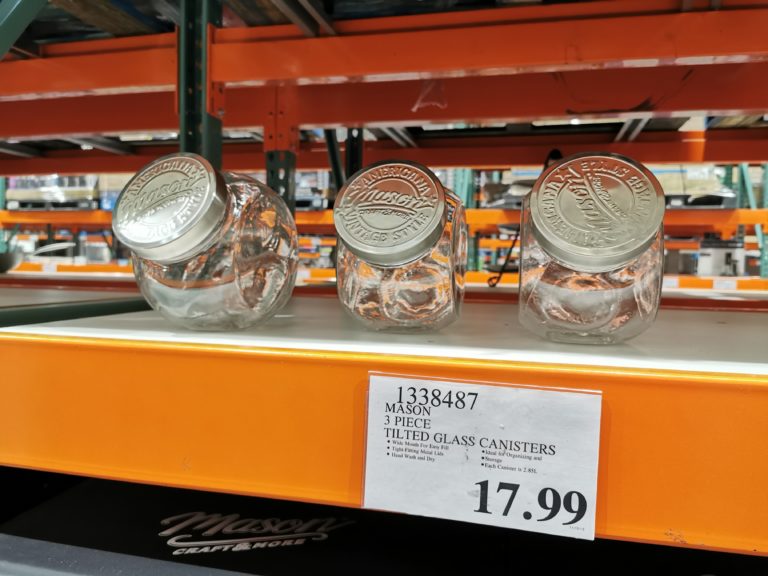 AMERICANA
Mason
CRAFT&MORE
VINTAGE STYLE
1338487
MASON
3 PIECE
TILTED GLASS CANISTERS
• Wide Mouth For Easy Fill
• Tight-Fitting Metal Lids
• Hand Wash and Dry
• Ideal for Organizing and
Storage
• Each Canister is 2.85L
17.99
Mason
CRAFT&MORE